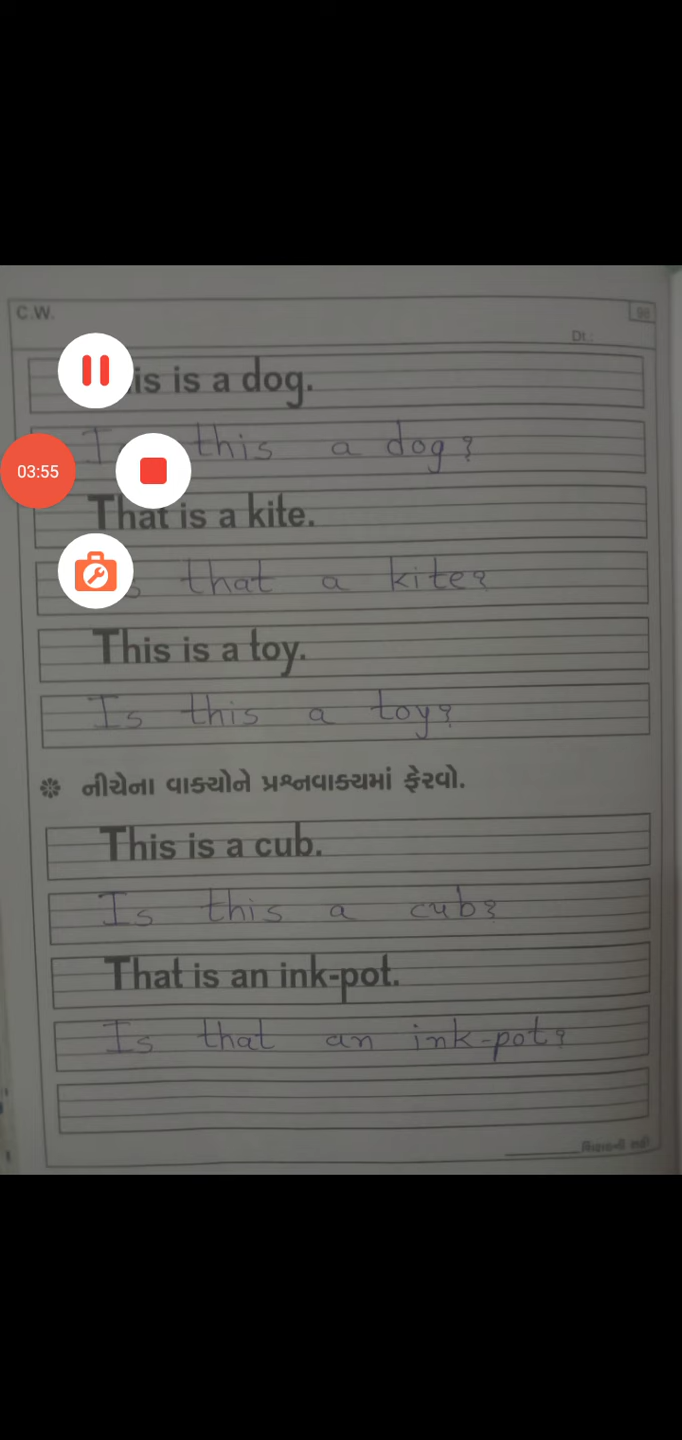 C.W.
98
Dt.:
is is a dog.
I this a dog?
03:55
That is a kite.
s that a kite?
This is a toy.
Is this a toy?
❊ નીચેના વાક્યોને પ્રશ્નવાક્યમાં ફેરવો.
This is a cub.
Is this a cub?
That is an ink-pot.
Is that an ink-pot?